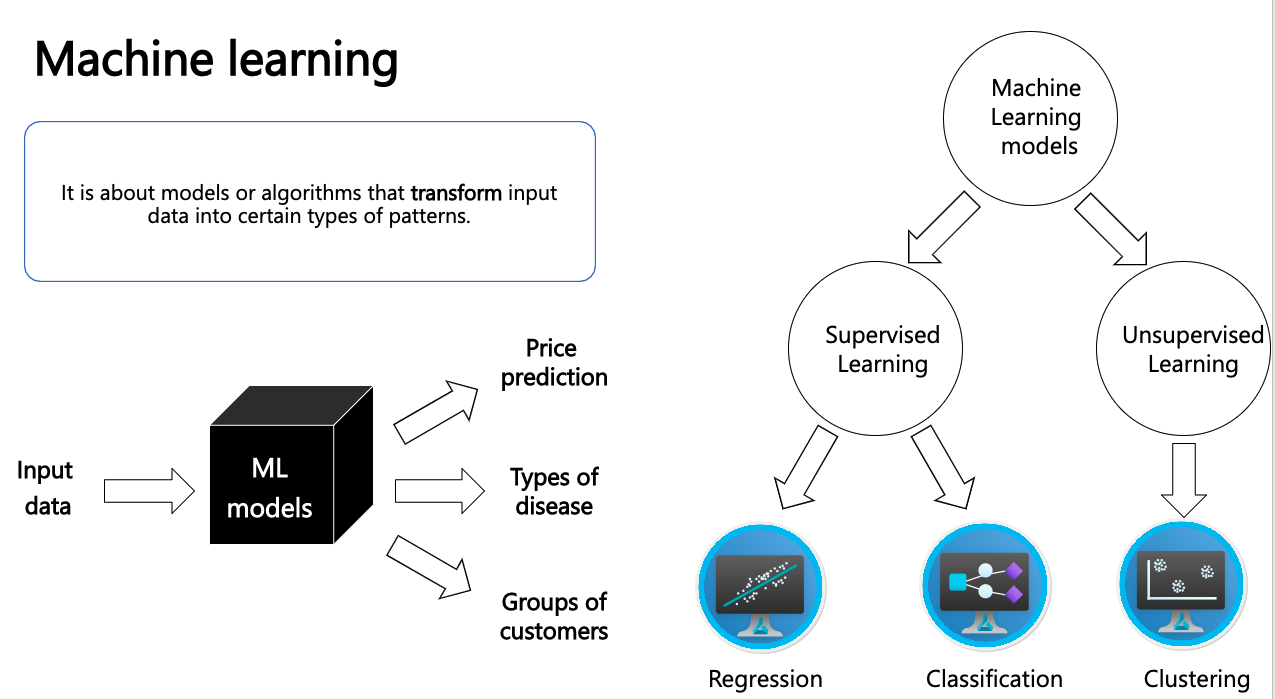 Machine learning
It is about models or algorithms that transform input
data into certain types of patterns.
Input
data
ML
models
Price
prediction
Types of
disease
Groups of
customers
Machine
Learning
models
Supervised
Learning
Unsupervised
Learning
Regression
Classification
Clustering